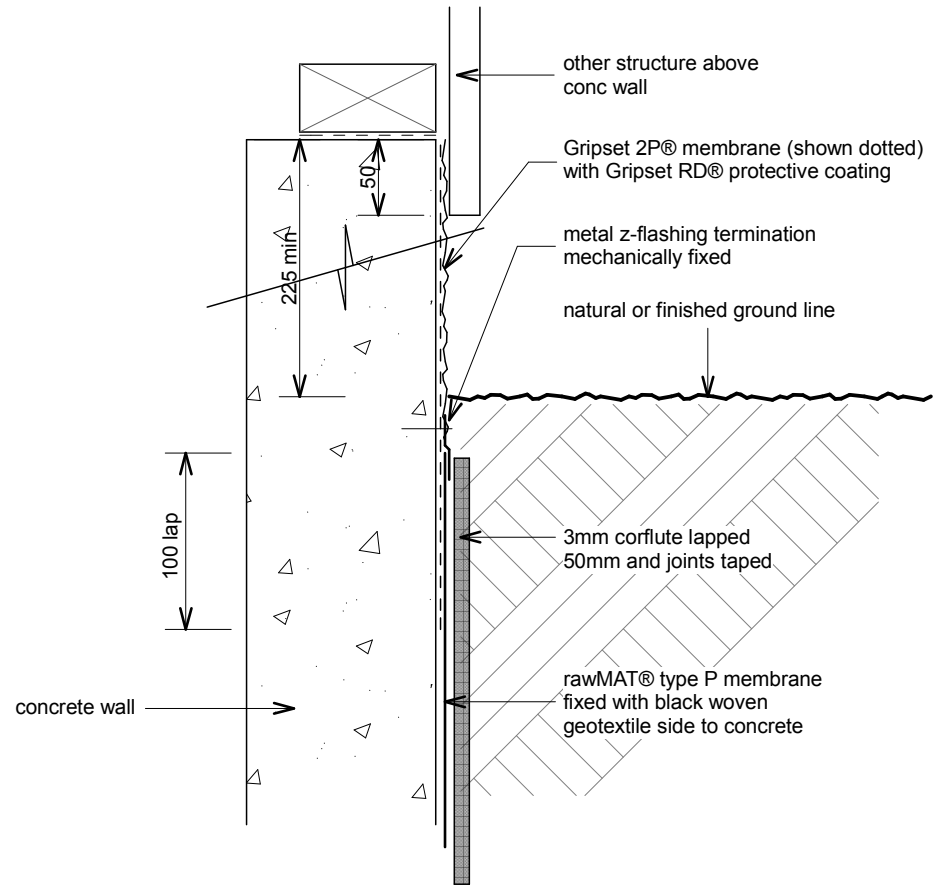 other structure above
conc wall
Gripset 2P® membrane (shown dotted)
with Gripset RD® protective coating
50
metal z-flashing termination
mechanically fixed
225 min
natural or finished ground line
100 lap
3mm corflute lapped
50mm and joints taped
rawMAT® type P membrane
fixed with black woven
geotextile side to concrete
concrete wall